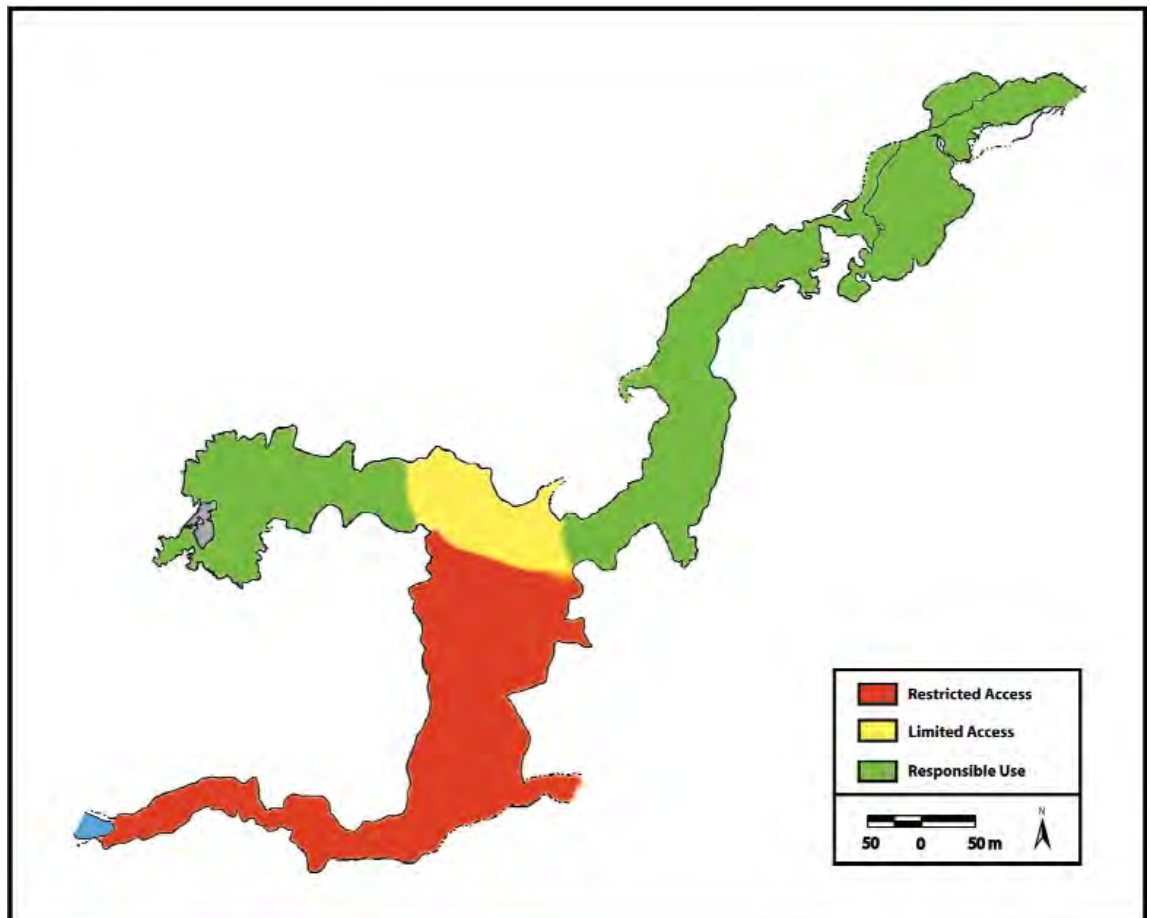 Restricted Access
Limited Access
Responsible Use
N
50 0 50 m